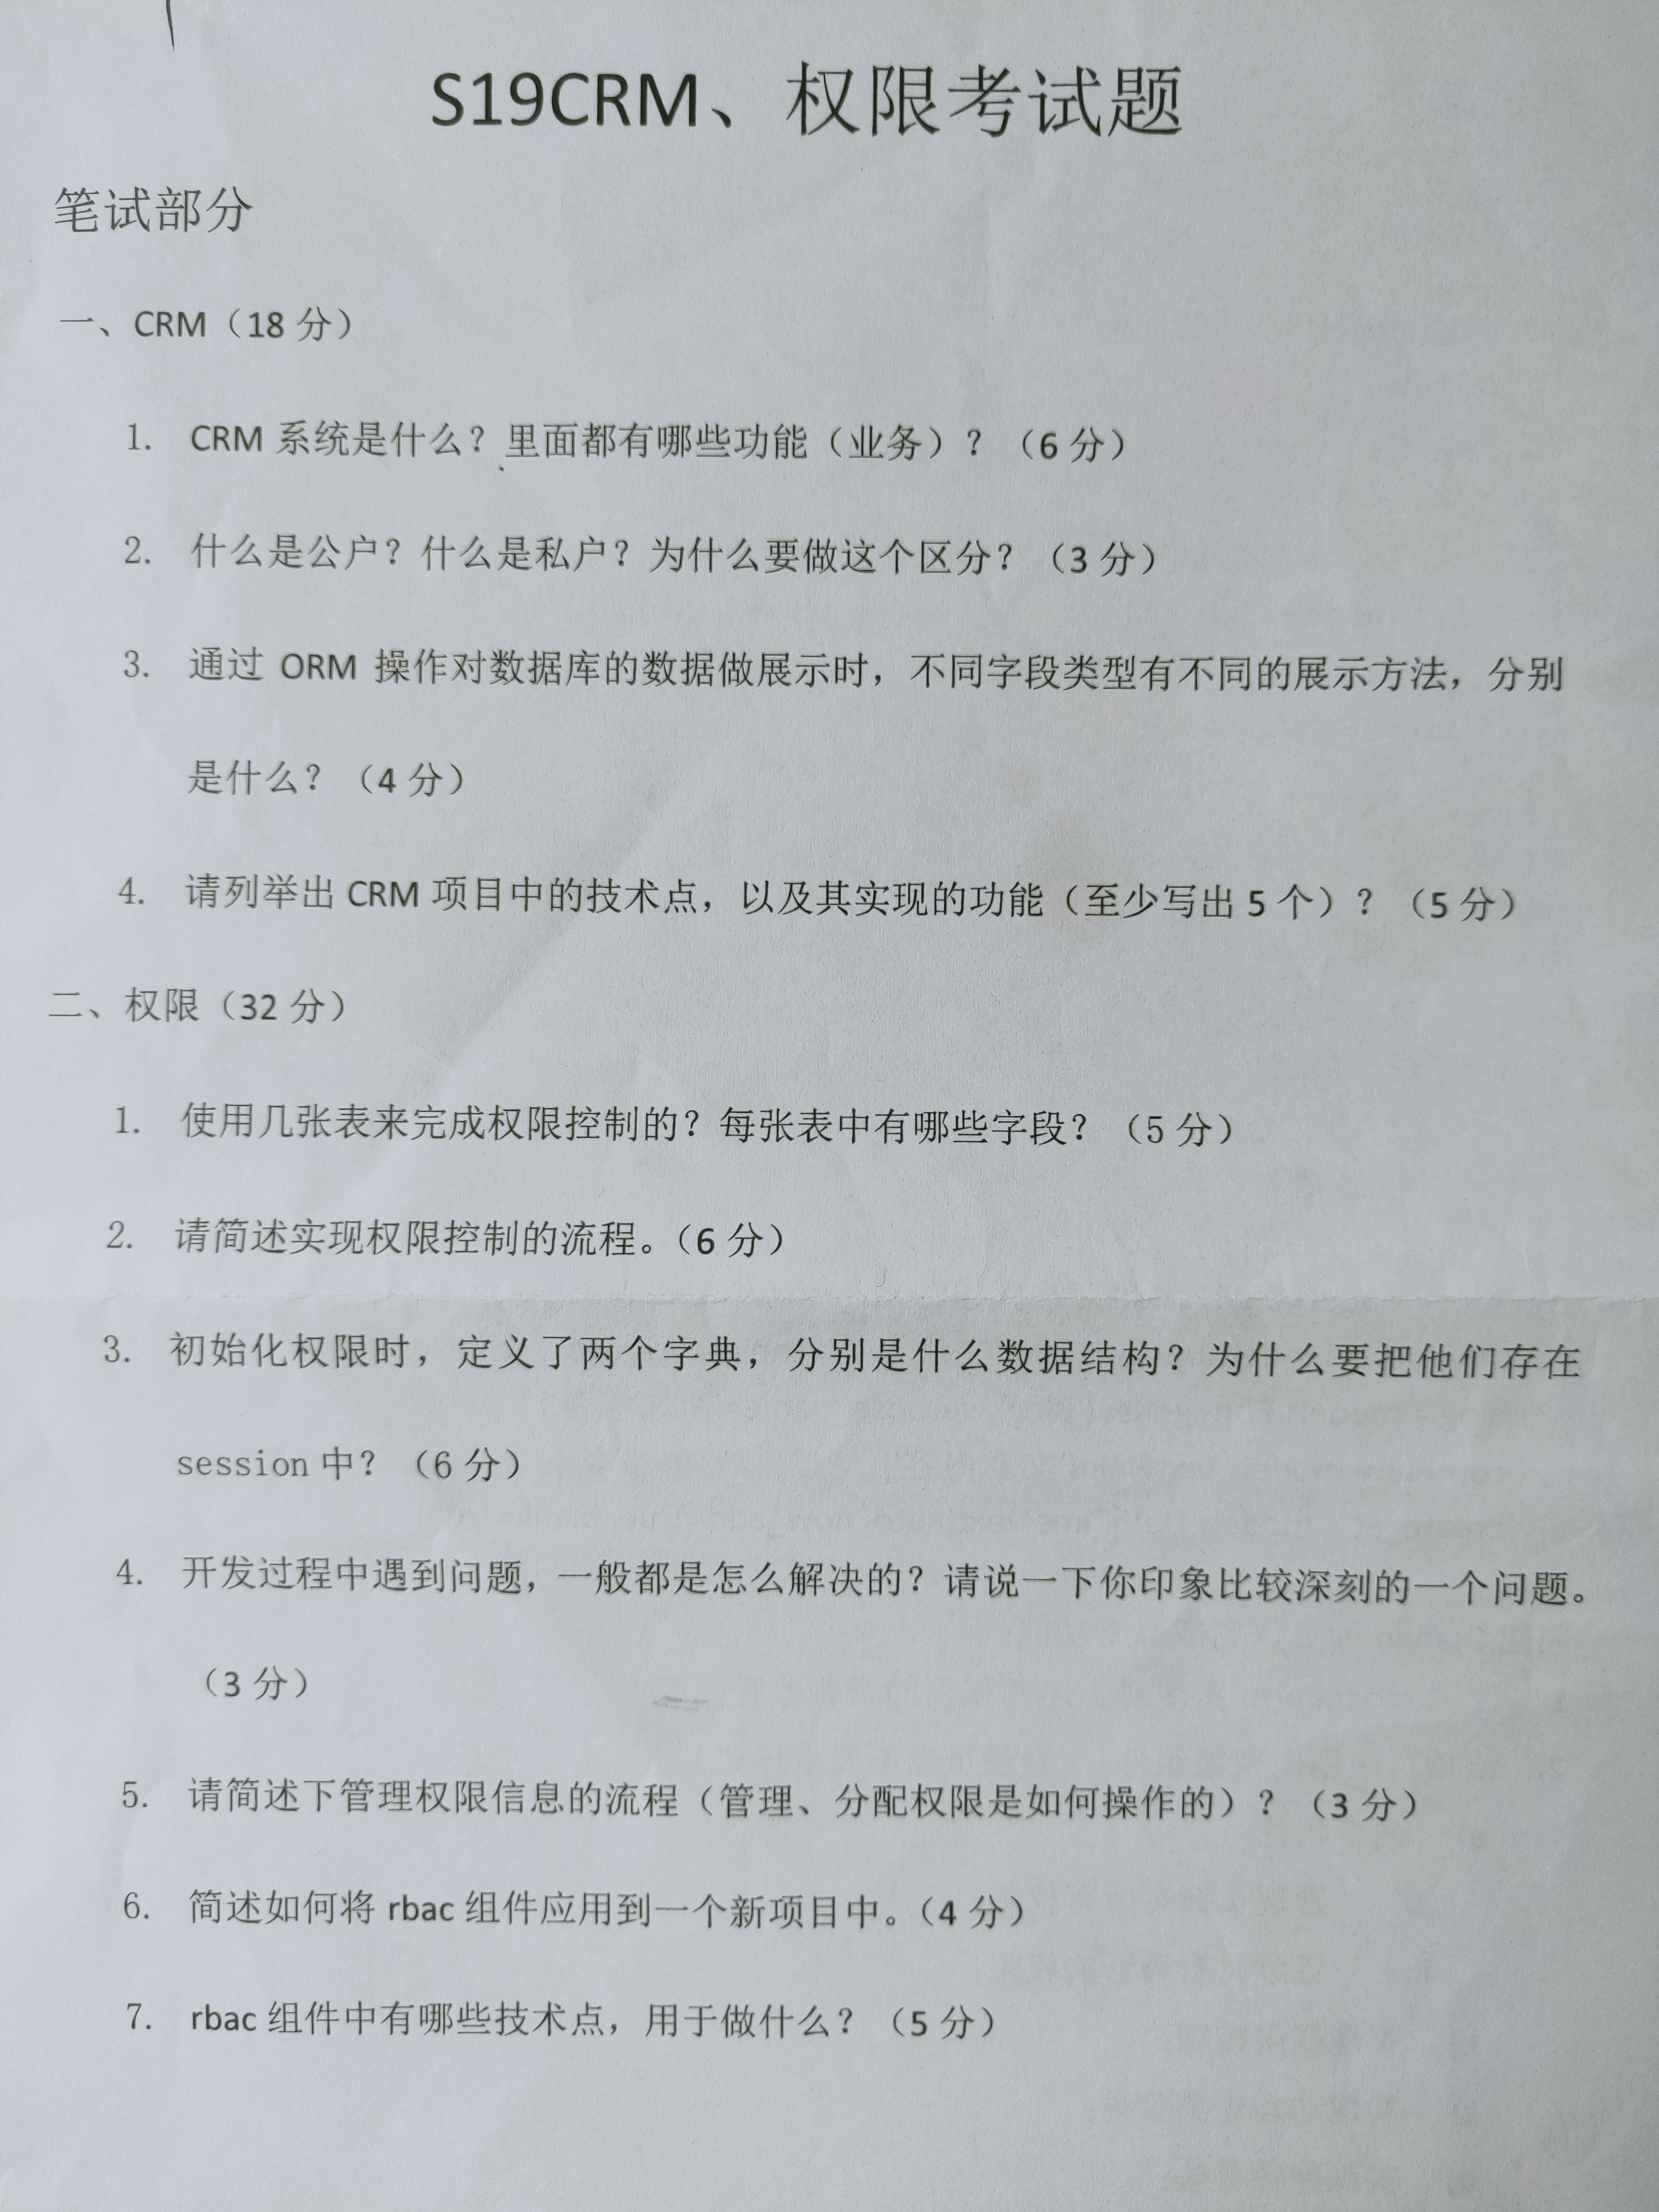 S19CRM、权限考试题
笔试部分
一、CRM（18 分）
1. CRM 系统是什么？里面都有哪些功能（业务）？（6 分）
2. 什么是公户？什么是私户？为什么要做这个区分？（3 分）
3. 通过 ORM 操作对数据库的数据做展示时，不同字段类型有不同的展示方法，分别
是什么？（4 分）
4. 请列举出 CRM 项目中的技术点，以及其实现的功能（至少写出 5 个）？（5 分）
二、权限（32 分）
1. 使用几张表来完成权限控制的？每张表中有哪些字段？（5 分）
2. 请简述实现权限控制的流程。（6 分）
3. 初始化权限时，定义了两个字典，分别是什么数据结构？为什么要把他们存在
session 中？（6 分）
4. 开发过程中遇到问题，一般都是怎么解决的？请说一下你印象比较深刻的一个问题。
（3 分）
5. 请简述下管理权限信息的流程（管理、分配权限是如何操作的）？（3 分）
6. 简述如何将 rbac 组件应用到一个新项目中。（4 分）
7. rbac 组件中有哪些技术点，用于做什么？（5 分）